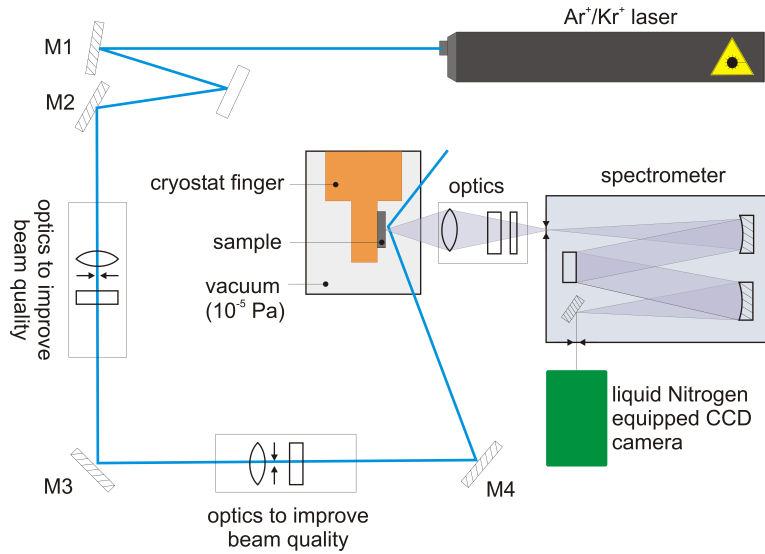 Ar⁺/Kr⁺ laser
M1
M2
cryostat finger
optics
spectrometer
sample
vacuum
(10⁻⁵ Pa)
optics to improve
beam quality
liquid Nitrogen
equipped CCD
camera
M3
M4
optics to improve
beam quality